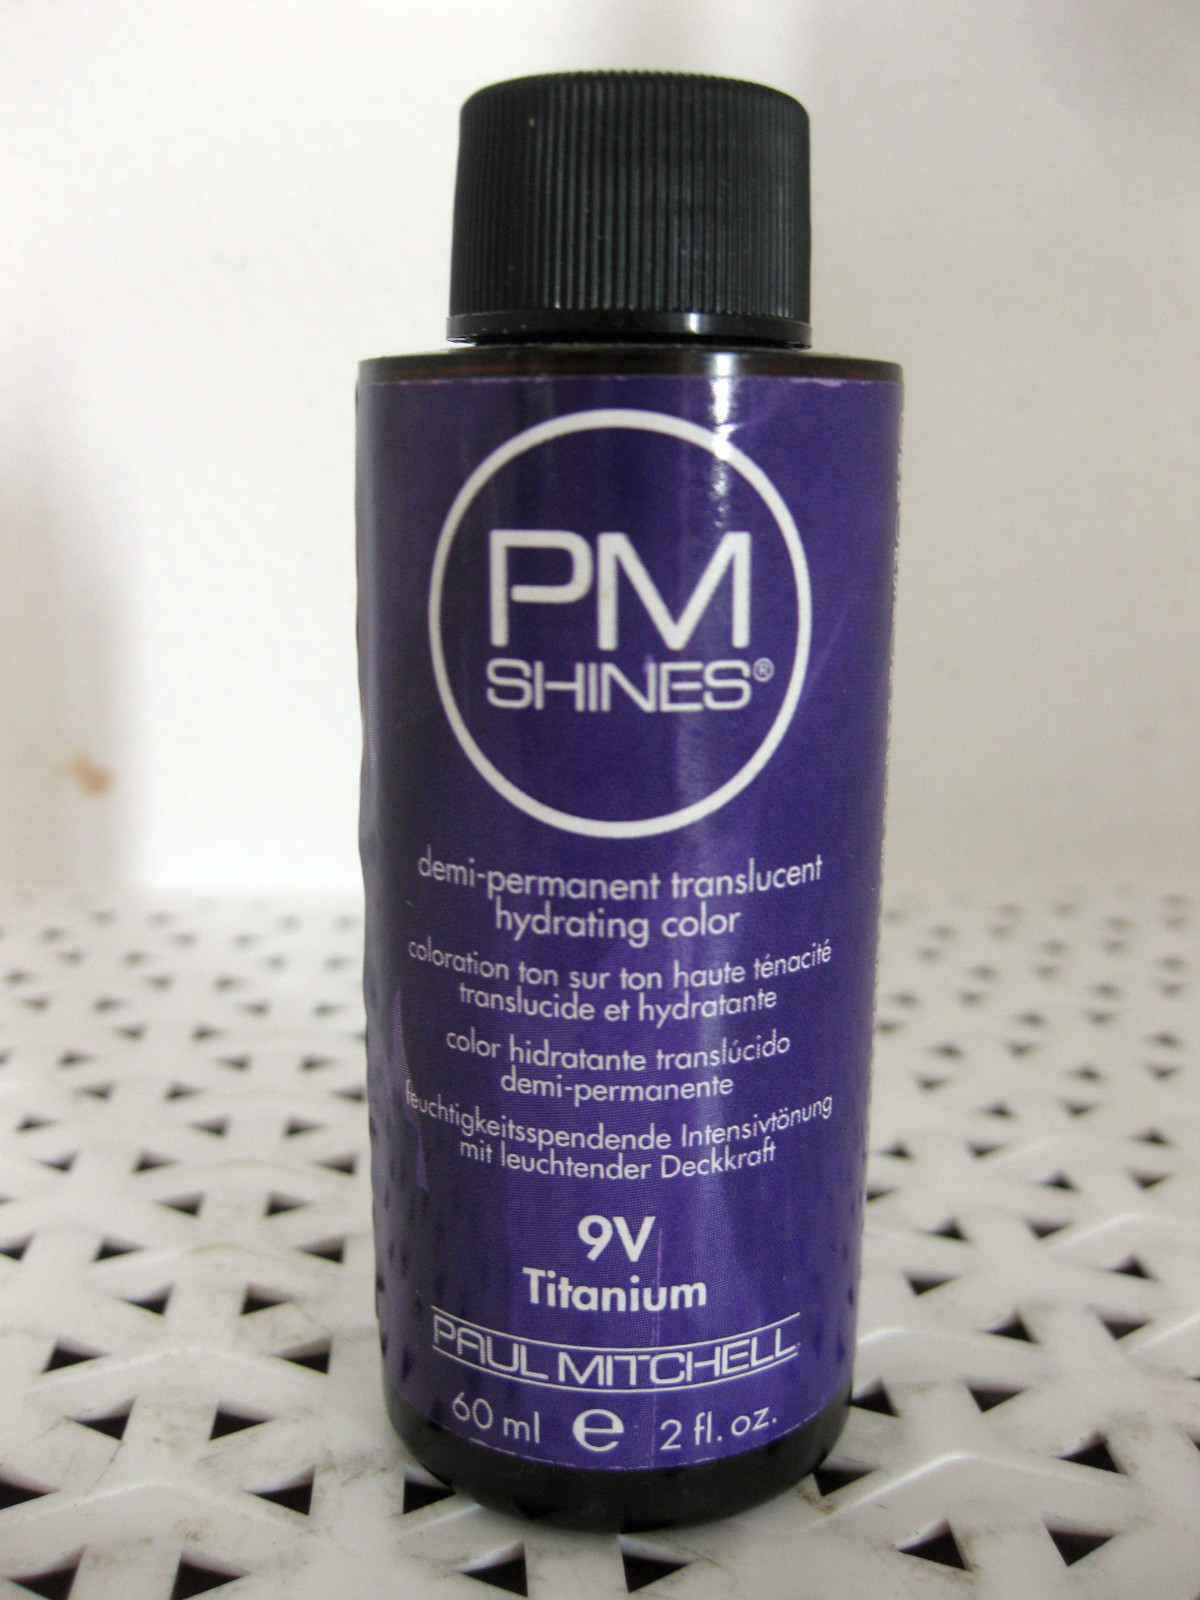 PM
SHINES®
demi-permanent translucent
hydrating color
coloration ton sur ton haute ténacité
translucide et hydratante
color hidratante translúcido
demi-permanente
feuchtigkeitsspendende Intensivtönung
mit leuchtender Deckkraft
9V
Titanium
PAUL MITCHELL
60 ml e 2 fl. oz.